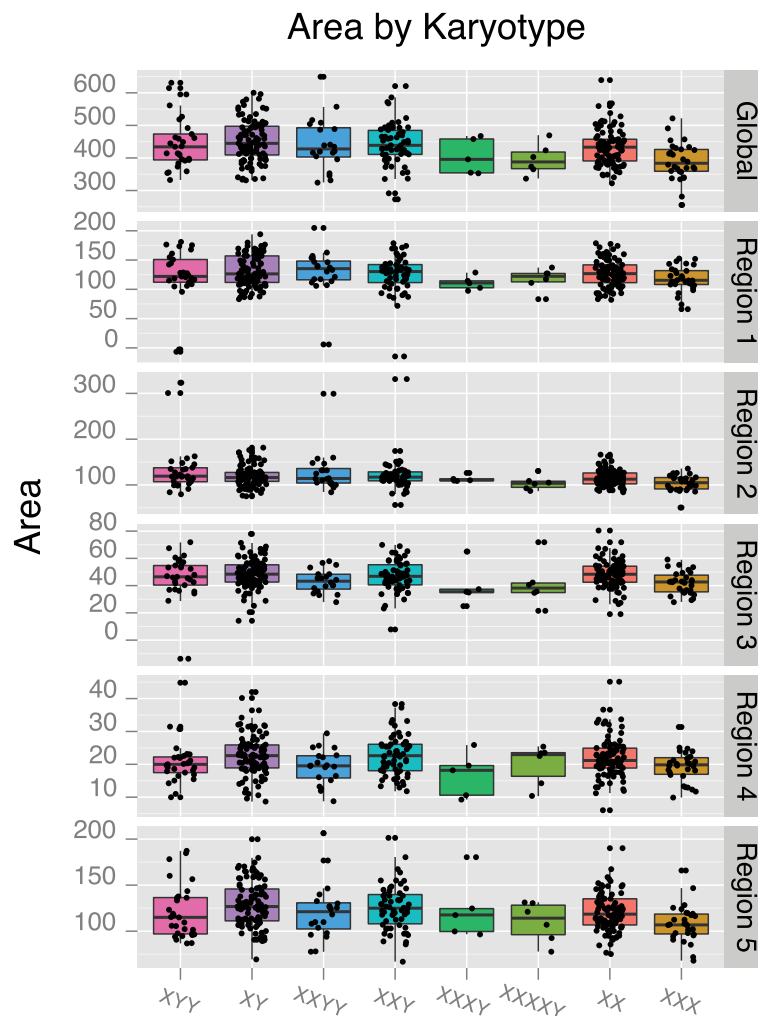 Area by Karyotype
Area
600
500
400
300
Global
200
150
100
50
0
Region 1
300
200
100
Region 2
80
60
40
20
0
Region 3
40
30
20
10
Region 4
200
150
100
Region 5
XYY XY XXYY XXY XXXY XXXXY XX XXX